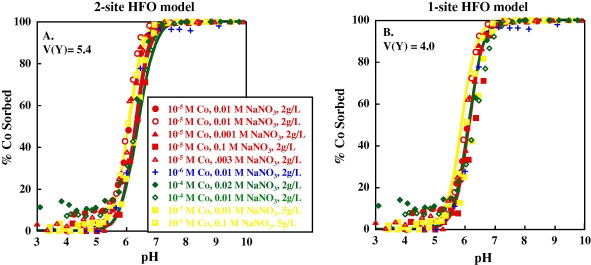 2-site HFO model
A.
V(Y)= 5.4
100
80
60
40
20
0
3 4 5 6 7 8 9 10
pH
% Co Sorbed
10⁻⁵ M Co, 0.01 M NaNO₃, 2g/L
10⁻⁵ M Co, 0.01 M NaNO₃, 2g/L
10⁻⁵ M Co, 0.001 M NaNO₃, 2g/L
10⁻⁵ M Co, 0.1 M NaNO₃, 2g/L
10⁻⁵ M Co, .003 M NaNO₃, 2g/L
10⁻⁶ M Co, 0.01 M NaNO₃, 2g/L
10⁻⁴ M Co, 0.02 M NaNO₃, 2g/L
10⁻⁴ M Co, 0.01 M NaNO₃, 2g/L
M Co, 0.01 M NaNO₃, 5g/L
M Co, 0.1 M NaNO₃, 5g/L
1-site HFO model
B.
V(Y)= 4.0
100
80
60
40
20
0
3 4 5 6 7 8 9 10
pH
% Co Sorbed